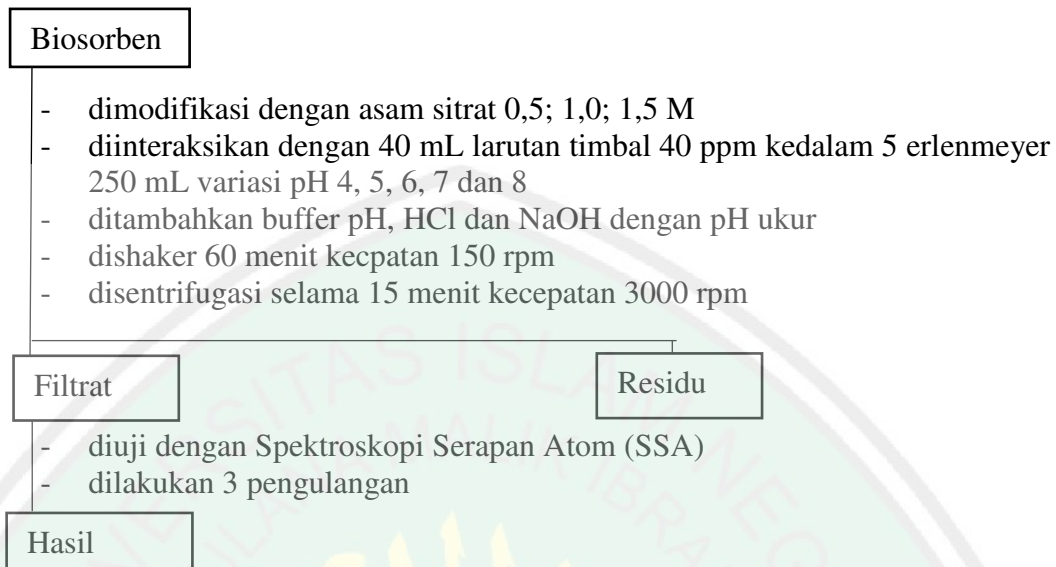 Biosorben
- dimodifikasi dengan asam sitrat 0,5; 1,0; 1,5 M
- diinteraksikan dengan 40 mL larutan timbal 40 ppm kedalam 5 erlenmeyer
250 mL variasi pH 4, 5, 6, 7 dan 8
- ditambahkan buffer pH, HCl dan NaOH dengan pH ukur
- dishaker 60 menit kecpatan 150 rpm
- disentrifugasi selama 15 menit kecepatan 3000 rpm
Filtrat
Residu
- diuji dengan Spektroskopi Serapan Atom (SSA)
- dilakukan 3 pengulangan
Hasil